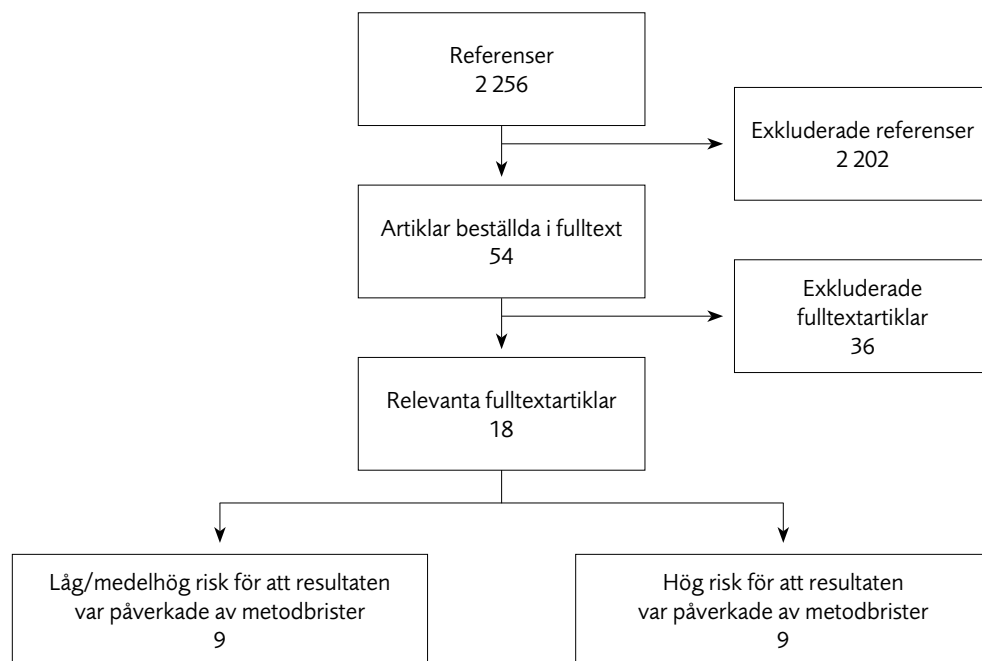 Referenser
2 256
Exkluderade referenser
2 202
Artiklar beställda i fulltext
54
Exkluderade
fulltextartiklar
36
Relevanta fulltextartiklar
18
Låg/medelhög risk för att resultaten
var påverkade av metodbrister
9
Hög risk för att resultaten
var påverkade av metodbrister
9